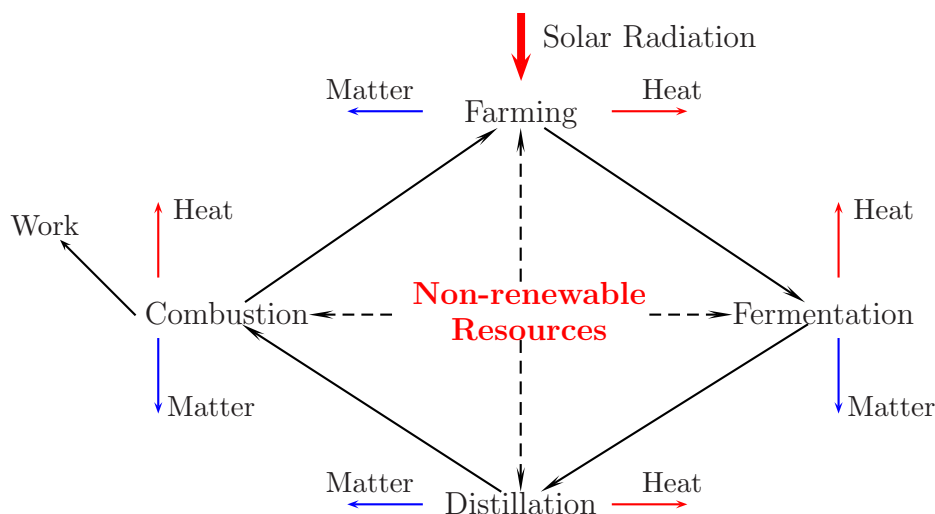 Solar Radiation
Matter
Heat
Farming
Heat
Heat
Work
Non-renewable
Resources
Combustion
Fermentation
Matter
Matter
Matter
Heat
Distillation